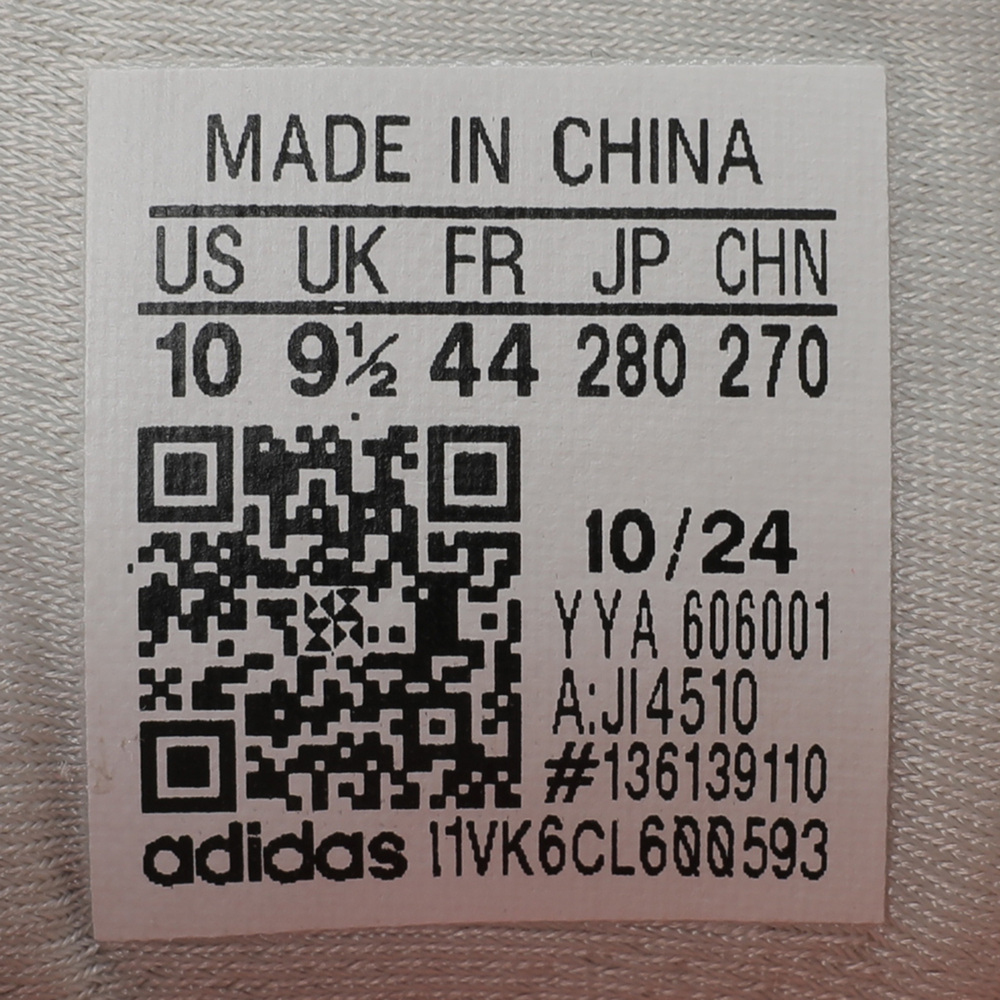 MADE IN CHINA
US UK FR JP CHN
10 9½ 44 280 270
10/24
YYA 606001
A:JI4510
#136139110
adidas 11VK6CL600593